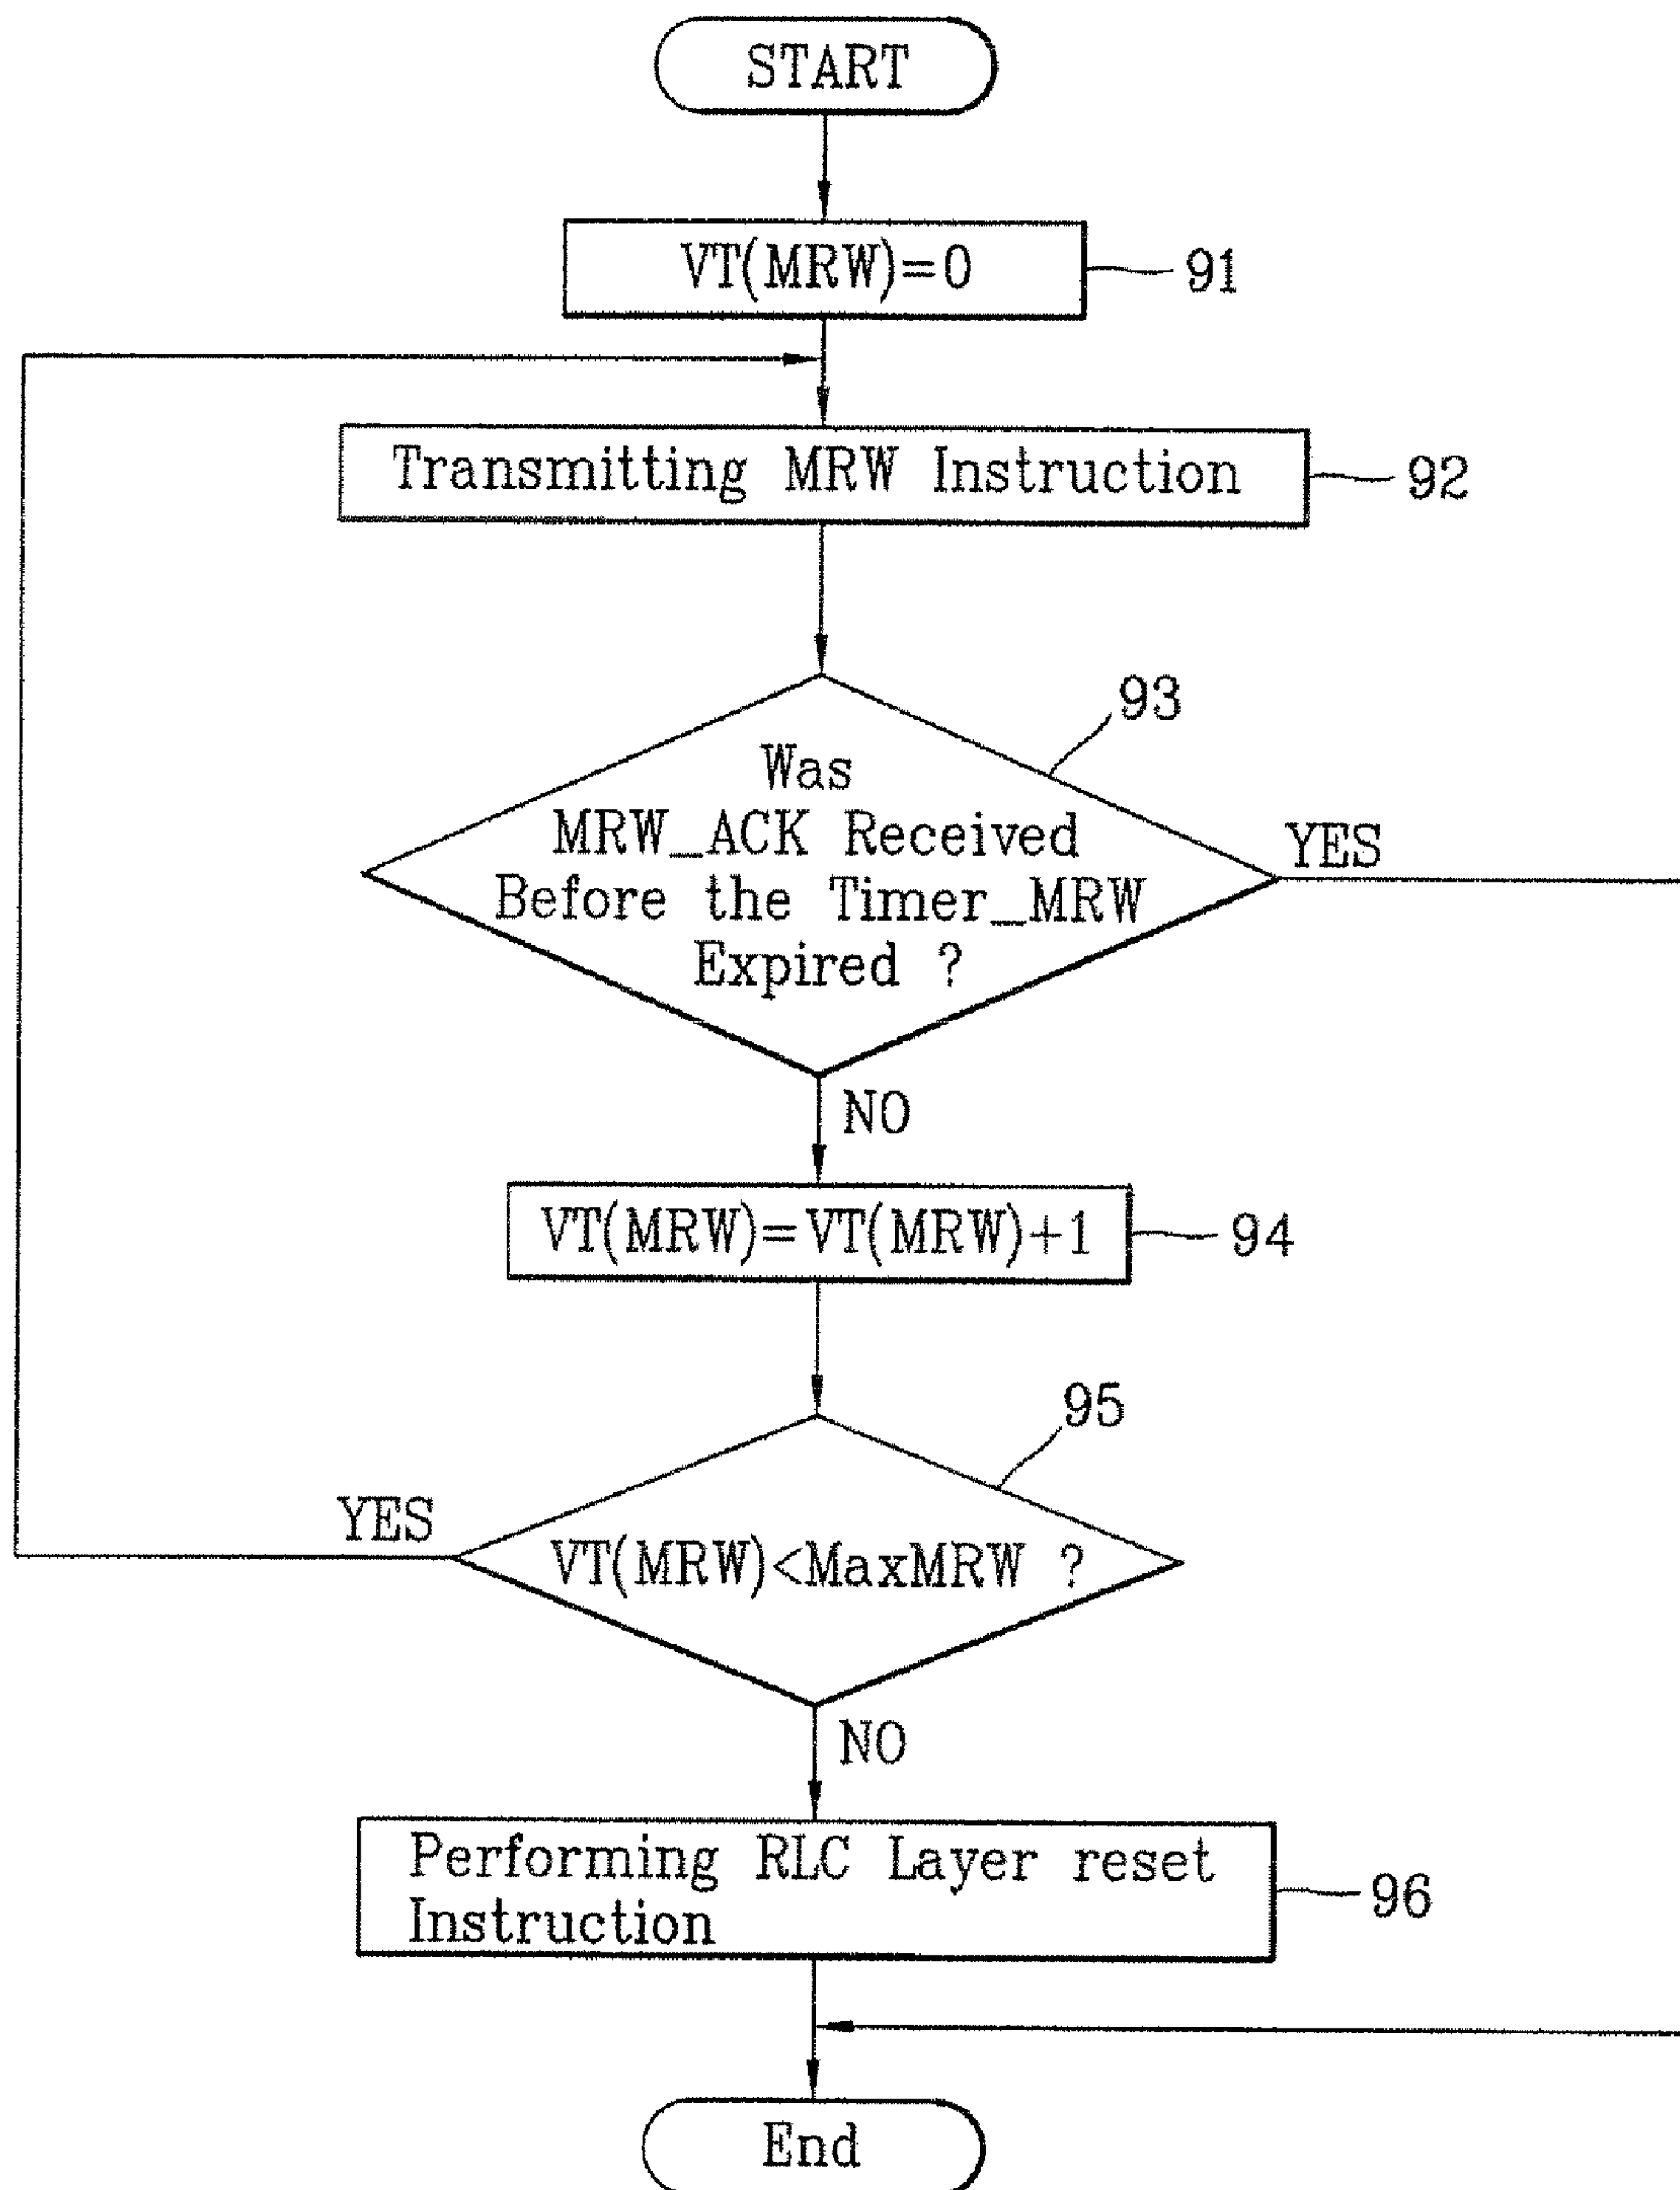 START
VT(MRW)=0
91
Transmitting MRW Instruction
92
93
Was
MRW_ACK Received
Before the Timer_MRW
Expired ?
YES
NO
VT(MRW)=VT(MRW)+1
94
95
YES
VT(MRW)<MaxMRW ?
NO
Performing RLC Layer reset
Instruction
96
End